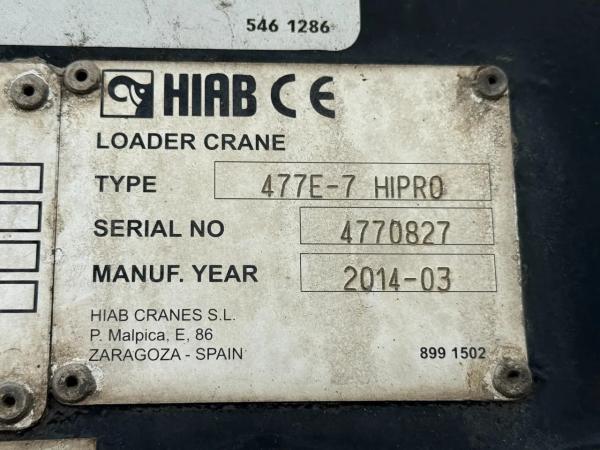 546 1286
HIAB CE
LOADER CRANE
TYPE 477E-7 HIPRO
SERIAL NO 4770827
MANUF. YEAR 2014-03
HIAB CRANES S.L.
P. Malpica, E, 86
ZARAGOZA - SPAIN 899 1502